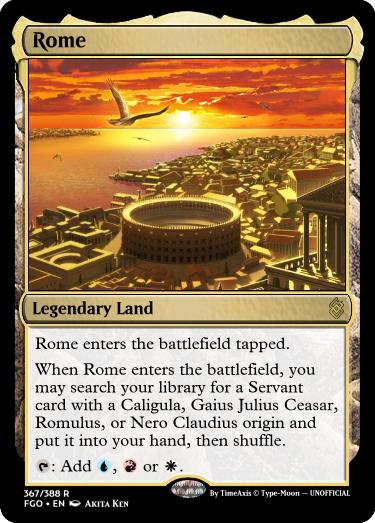 Rome
Legendary Land
Rome enters the battlefield tapped.
When Rome enters the battlefield, you
may search your library for a Servant
card with a Caligula, Gaius Julius Ceasar,
Romulus, or Nero Claudius origin and
put it into your hand, then shuffle.
: Add , or .
367/388 R
FGO • EN Akita Ken
By TimeAxis © Type-Moon — UNOFFICIAL